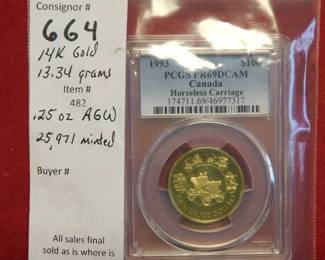 Consignor #
664
14K Gold
13.34 grams
Item #
482
.25 oz AGW
25,971 minted
Buyer #
All sales final
sold as is where is
1993 $100
PCGS PR69DCAM
Canada
Horseless Carriage
174711.69/46977317